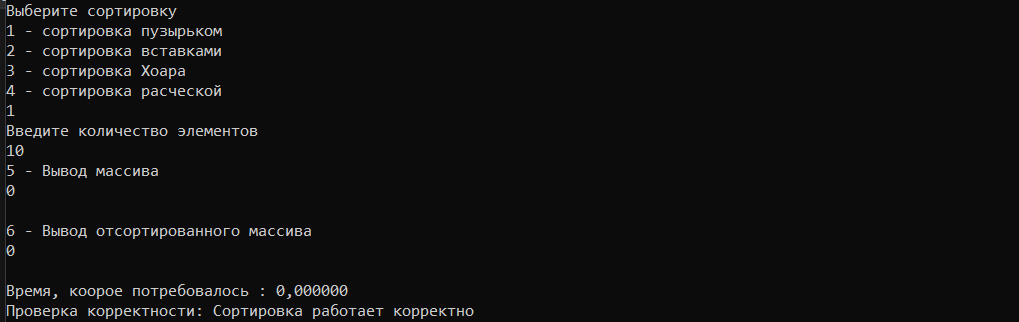 Выберите сортировку
1 - сортировка пузырьком
2 - сортировка вставками
3 - сортировка Хоара
4 - сортировка расческой
1
Введите количество элементов
10
5 - Вывод массива
0
6 - Вывод отсортированного массива
0
Время, коорое потребовалось : 0,000000
Проверка корректности: Сортировка работает корректно